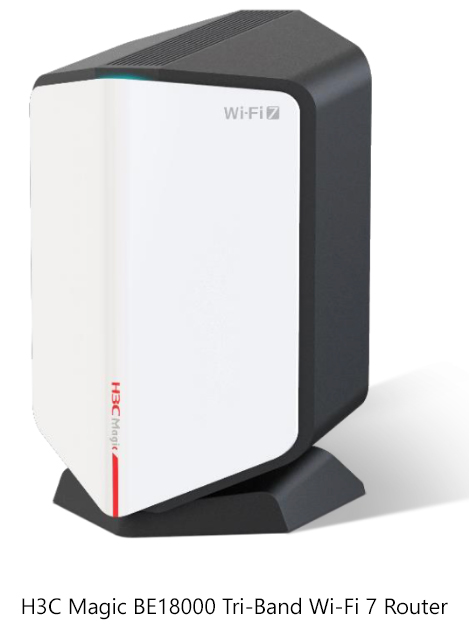 Wi-Fi 7
H3C Magic
H3C Magic BE18000 Tri-Band Wi-Fi 7 Router